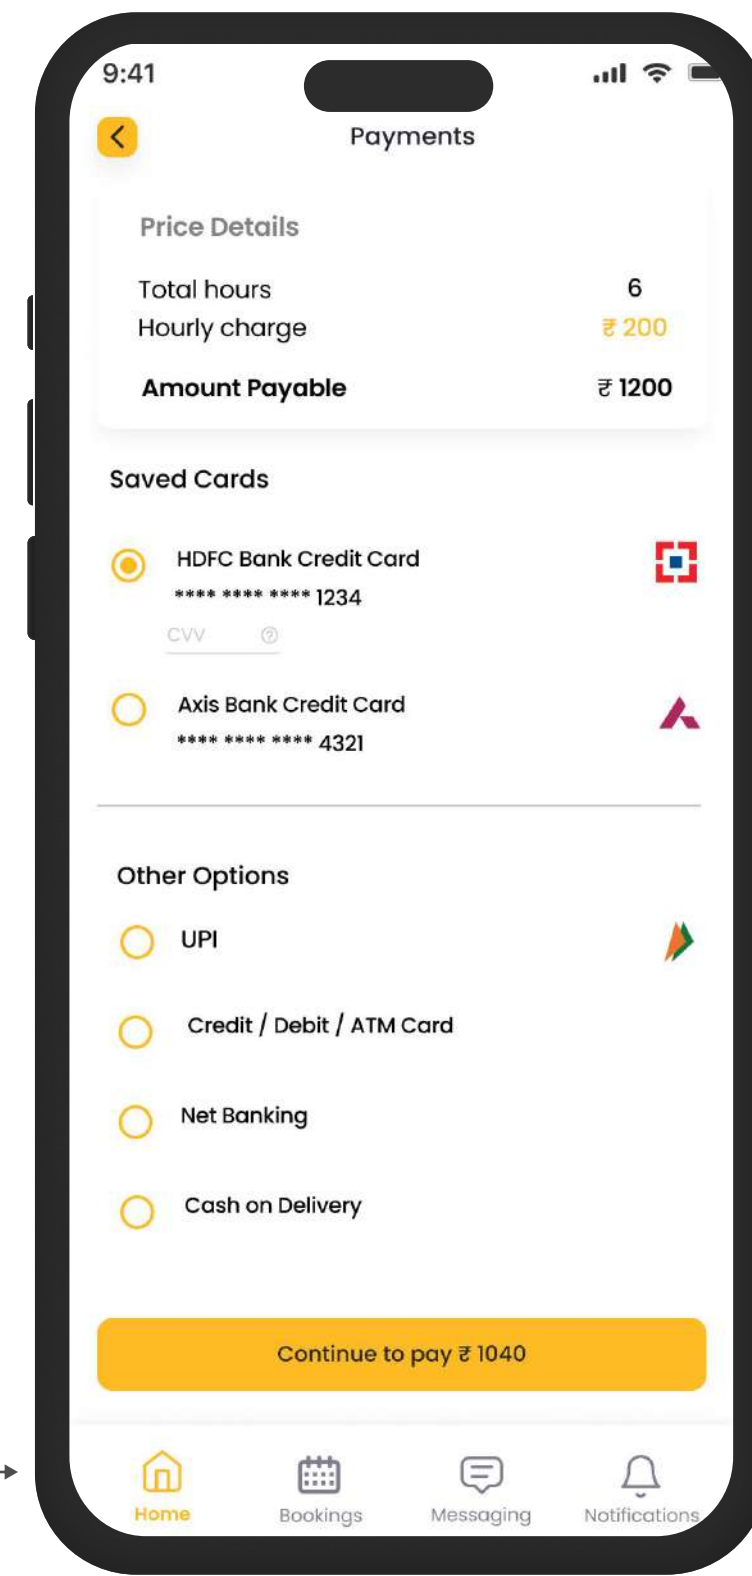 9:41
Payments
Price Details
Total hours 6
Hourly charge ₹ 200
Amount Payable ₹ 1200
Saved Cards
HDFC Bank Credit Card
**** **** **** 1234
CVV
Axis Bank Credit Card
**** **** **** 4321
Other Options
UPI
Credit / Debit / ATM Card
Net Banking
Cash on Delivery
Continue to pay ₹ 1040
Home Bookings Messaging Notifications